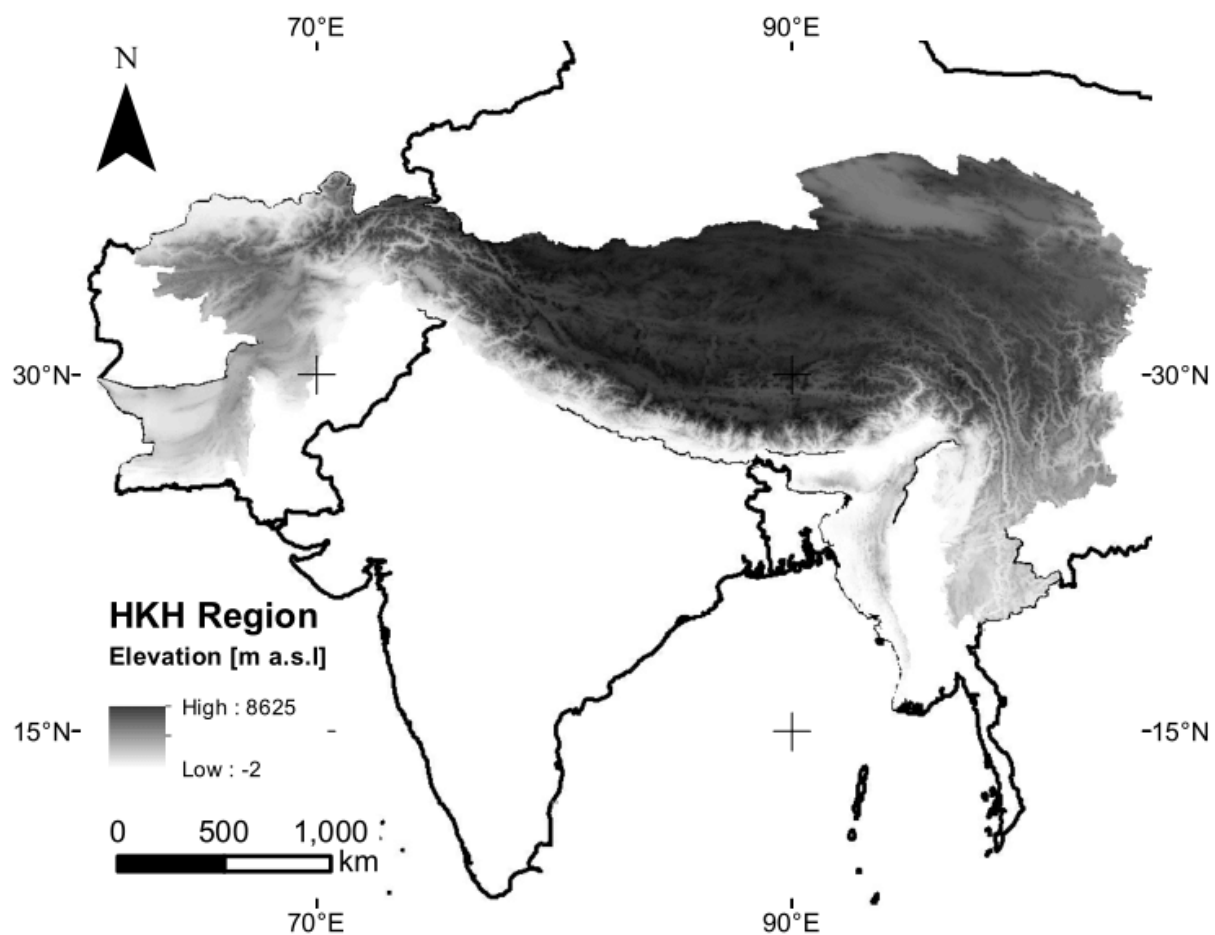 70°E 90°E
N
30°N 30°N
HKH Region
Elevation [m a.s.l]
High : 8625
15°N 15°N
Low : -2
0 500 1,000
km
70°E 90°E